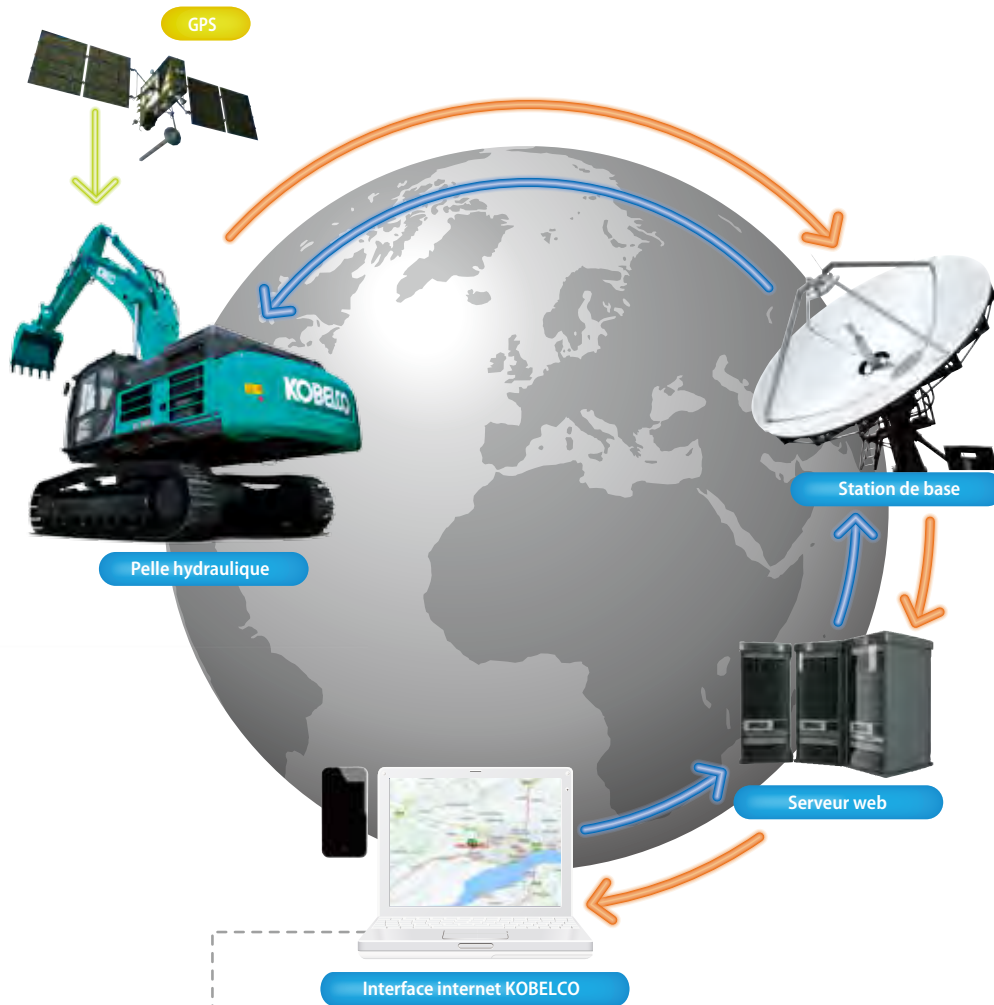 GPS
KOBELCO
Station de base
Pelle hydraulique
Serveur web
Interface internet KOBELCO